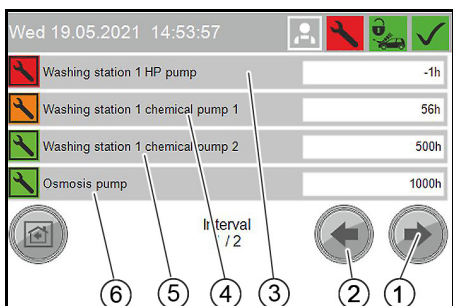 Wed 19.05.2021 14:53:57
Washing station 1 HP pump -1h
Washing station 1 chemical pump 1 56h
Washing station 1 chemical pump 2 500h
Osmosis pump 1000h
Interval
/ 2
6 5 4 3 2 1